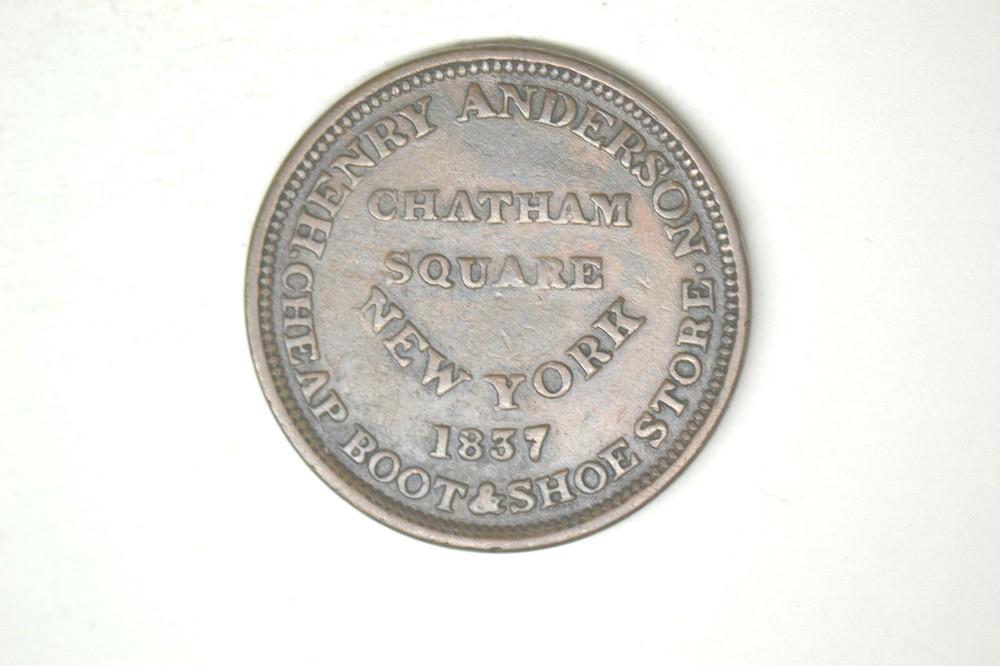 HENRY ANDERSON
CHATHAM
SQUARE
NEW YORK
1837
CHEAP BOOT & SHOE STORE